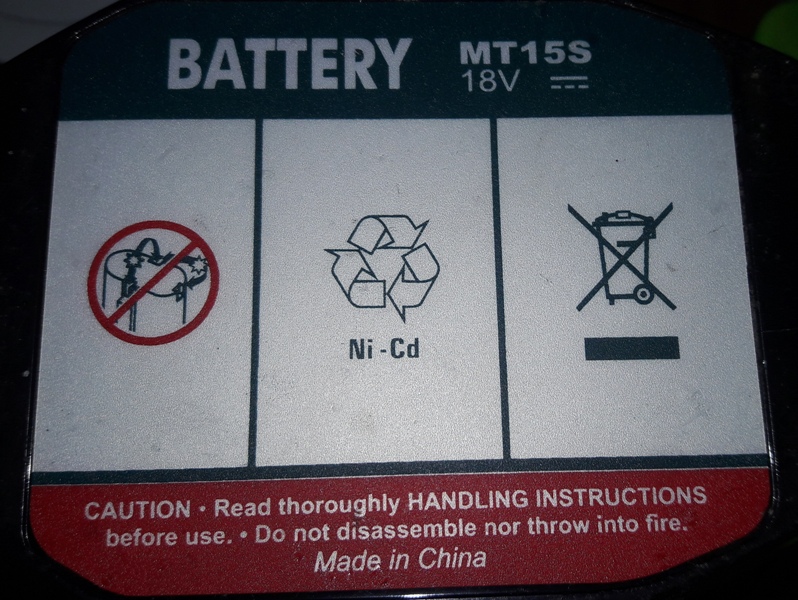 BATTERY
MT15S
18V
Ni-Cd
CAUTION • Read thoroughly HANDLING INSTRUCTIONS
before use. • Do not disassemble nor throw into fire.
Made in China